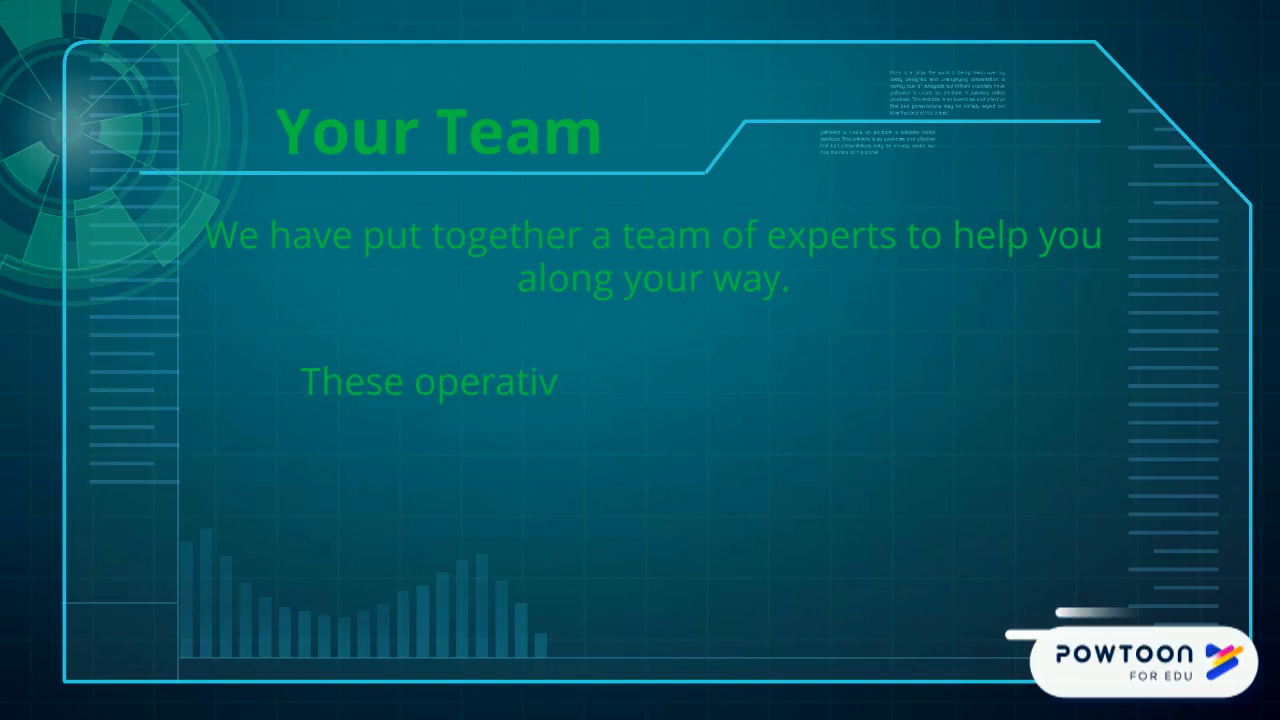 Your Team
We have put together a team of experts to help you
along your way.
These operativ
POWTOON
FOR EDU